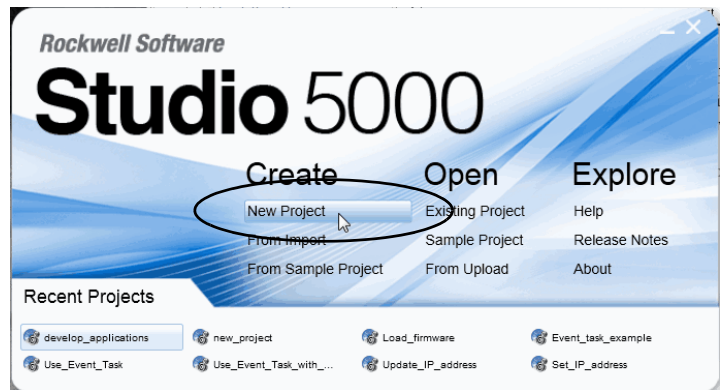 Rockwell Software
Studio 5000
Create
New Project
From Import
From Sample Project
Open
Existing Project
Sample Project
From Upload
Explore
Help
Release Notes
About
Recent Projects
develop_applications
new_project
Load_firmware
Event_task_example
Use_Event_Task
Use_Event_Task_with_...
Update_IP_address
Set_IP_address